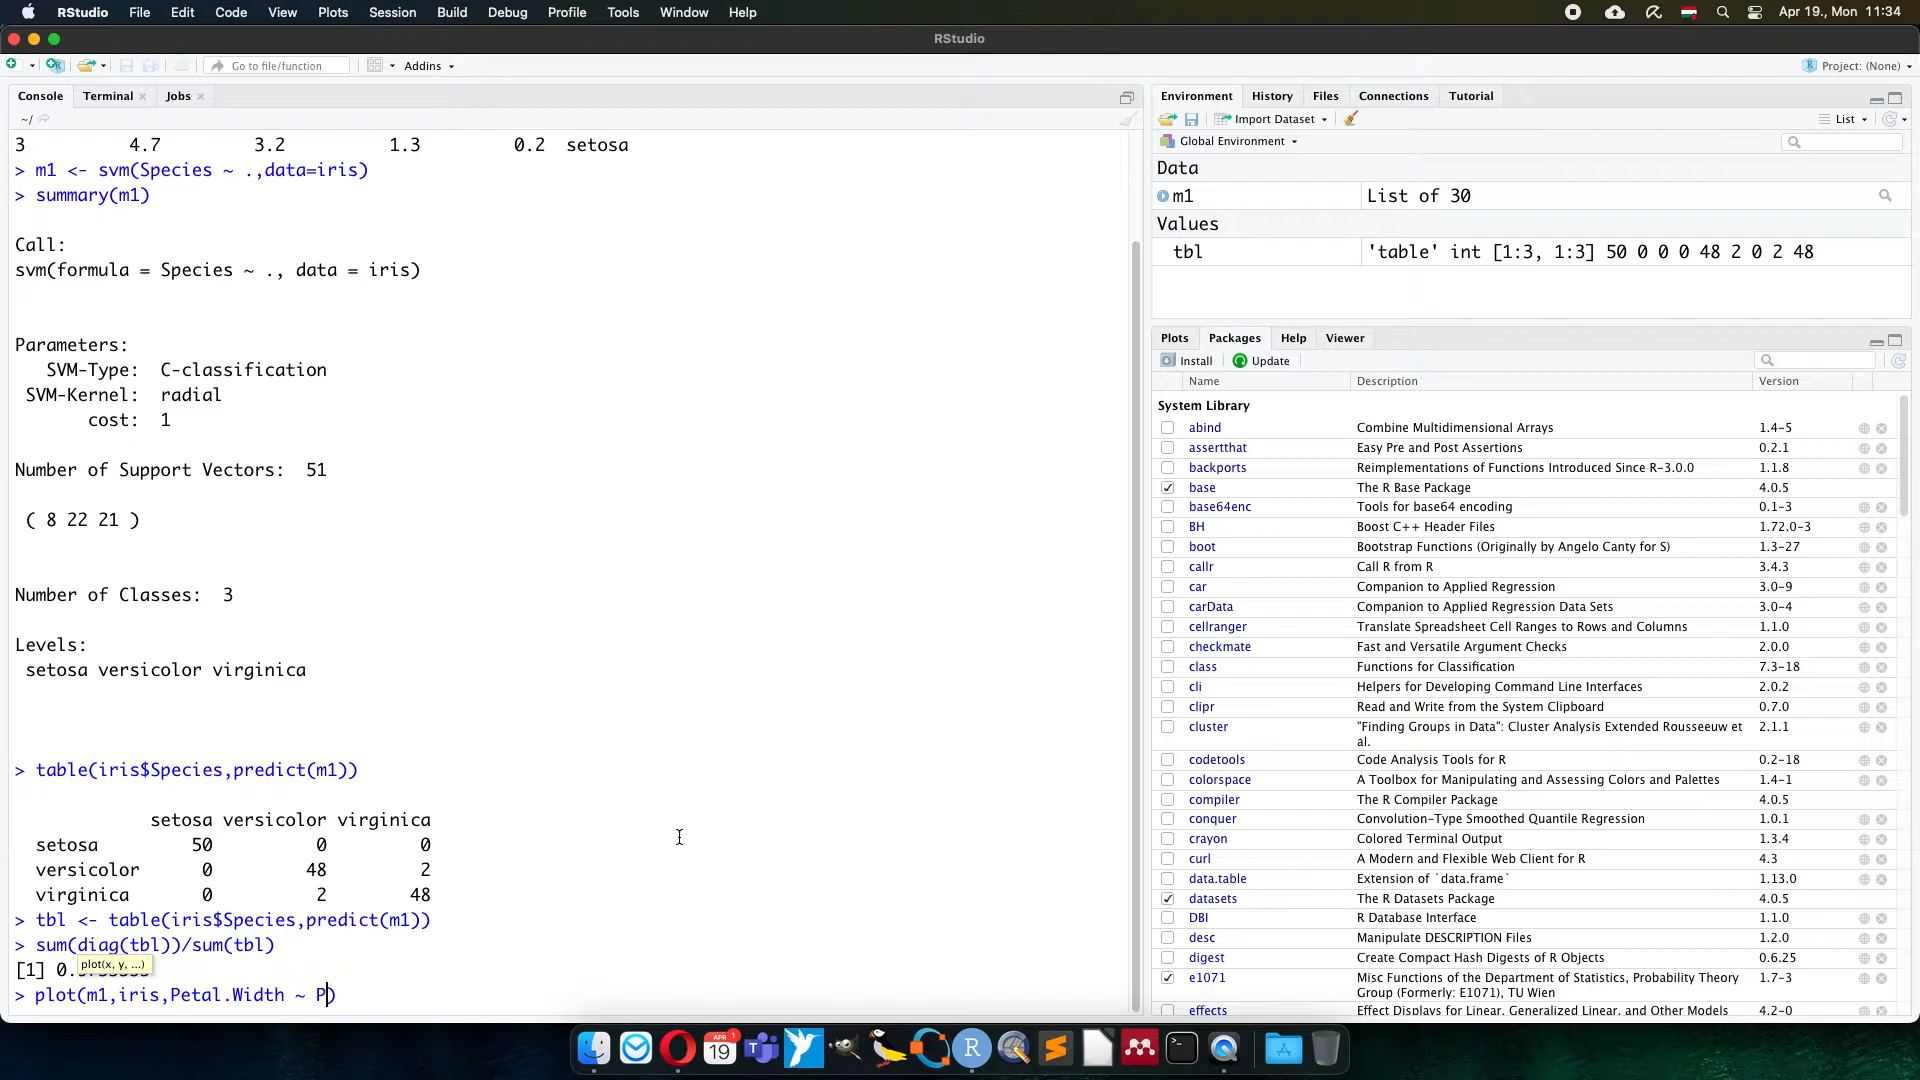 RStudio File Edit Code View Plots Session Build Debug Profile Tools Window Help Apr 19., Mon 11:34
RStudio
Go to file/function Addins Project: (None)
Console Terminal Jobs
~/
3 4.7 3.2 1.3 0.2 setosa
> m1 <- svm(Species ~ .,data=iris)
> summary(m1)
Call:
svm(formula = Species ~ ., data = iris)
Parameters:
SVM-Type: C-classification
SVM-Kernel: radial
cost: 1
Number of Support Vectors: 51
( 8 22 21 )
Number of Classes: 3
Levels:
setosa versicolor virginica
> table(iris$Species,predict(m1))
setosa versicolor virginica
setosa 50 0 0
versicolor 0 48 2
virginica 0 2 48
> tbl <- table(iris$Species,predict(m1))
> sum(diag(tbl))/sum(tbl)
plot(x, y, ...)
[1] 0.
> plot(m1,iris,Petal.Width ~ P)
Environment History Files Connections Tutorial
Import Dataset List
Global Environment
Data
m1 List of 30
Values
tbl 'table' int [1:3, 1:3] 50 0 0 0 48 2 0 2 48
Plots Packages Help Viewer
Install Update
Name Description Version
System Library
abind Combine Multidimensional Arrays 1.4-5
assertthat Easy Pre and Post Assertions 0.2.1
backports Reimplementations of Functions Introduced Since R-3.0.0 1.1.8
base The R Base Package 4.0.5
base64enc Tools for base64 encoding 0.1-3
BH Boost C++ Header Files 1.72.0-3
boot Bootstrap Functions (Originally by Angelo Canty for S) 1.3-27
callr Call R from R 3.4.3
car Companion to Applied Regression 3.0-9
carData Companion to Applied Regression Data Sets 3.0-4
cellranger Translate Spreadsheet Cell Ranges to Rows and Columns 1.1.0
checkmate Fast and Versatile Argument Checks 2.0.0
class Functions for Classification 7.3-18
cli Helpers for Developing Command Line Interfaces 2.0.2
clipr Read and Write from the System Clipboard 0.7.0
cluster "Finding Groups in Data": Cluster Analysis Extended Rousseeuw et 2.1.1
al.
codetools Code Analysis Tools for R 0.2-18
colorspace A Toolbox for Manipulating and Assessing Colors and Palettes 1.4-1
compiler The R Compiler Package 4.0.5
conquer Convolution-Type Smoothed Quantile Regression 1.0.1
crayon Colored Terminal Output 1.3.4
curl A Modern and Flexible Web Client for R 4.3
data.table Extension of `data.frame` 1.13.0
datasets The R Datasets Package 4.0.5
DBI R Database Interface 1.1.0
desc Manipulate DESCRIPTION Files 1.2.0
digest Create Compact Hash Digests of R Objects 0.6.25
e1071 Misc Functions of the Department of Statistics, Probability Theory 1.7-3
Group (Formerly: E1071), TU Wien
effects Effect Displays for Linear, Generalized Linear, and Other Models 4.2-0
APR 1
19